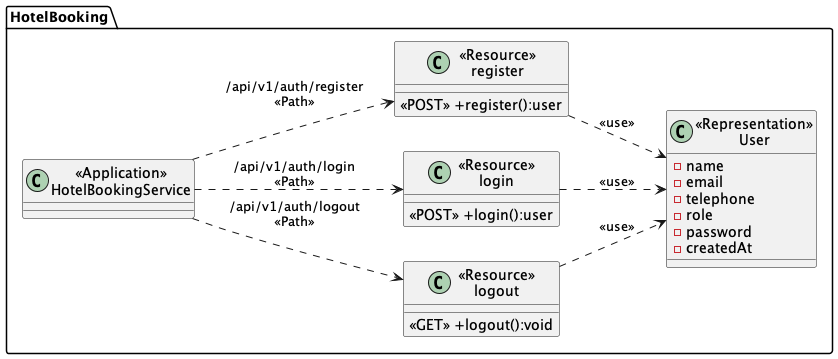 HotelBooking
«Application»
HotelBookingService
/api/v1/auth/register
«Path»
/api/v1/auth/login
«Path»
/api/v1/auth/logout
«Path»
«Resource»
register
«POST» +register():user
«Resource»
login
«POST» +login():user
«Resource»
logout
«GET» +logout():void
«use»
«use»
«use»
«Representation»
User
name
email
telephone
role
password
createdAt
C
C
C
C
C